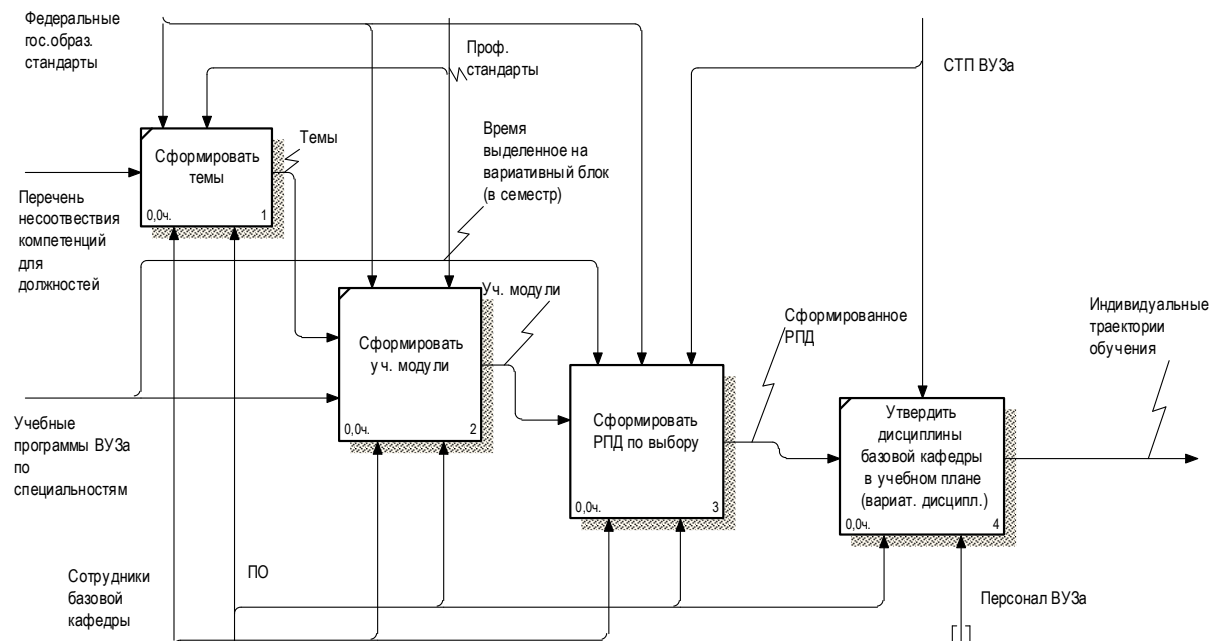 Федеральные
гос.образ.
стандарты
Проф.
стандарты
СТП ВУЗа
Сформировать
темы
0,0ч. 1
Темы
Время
выделенное на
вариативный блок
(в семестр)
Перечень
несоотвествия
компетенций
для
должностей
Сформировать
уч. модули
0,0ч. 2
Уч. модули
Сформированное
РПД
Индивидуальные
траектории
обучения
Сформировать
РПД по выбору
0,0ч. 3
Утвердить
дисциплины
базовой кафедры
в учебном плане
(вариат. дисципл.)
0,0ч. 4
Учебные
программы ВУЗа
по
специальностям
Сотрудники
базовой
кафедры
ПО
Персонал ВУЗа